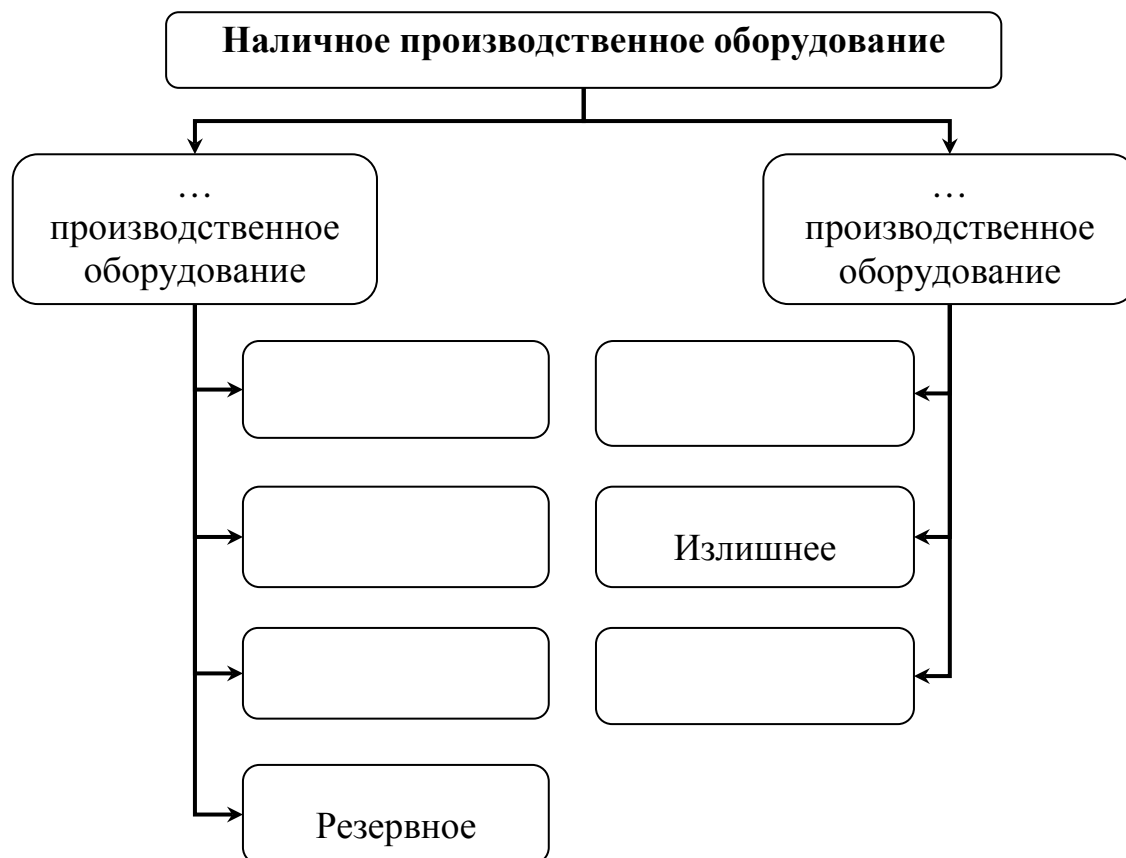 Наличное производственное оборудование
…
производственное
оборудование
…
производственное
оборудование
Излишнее
Резервное